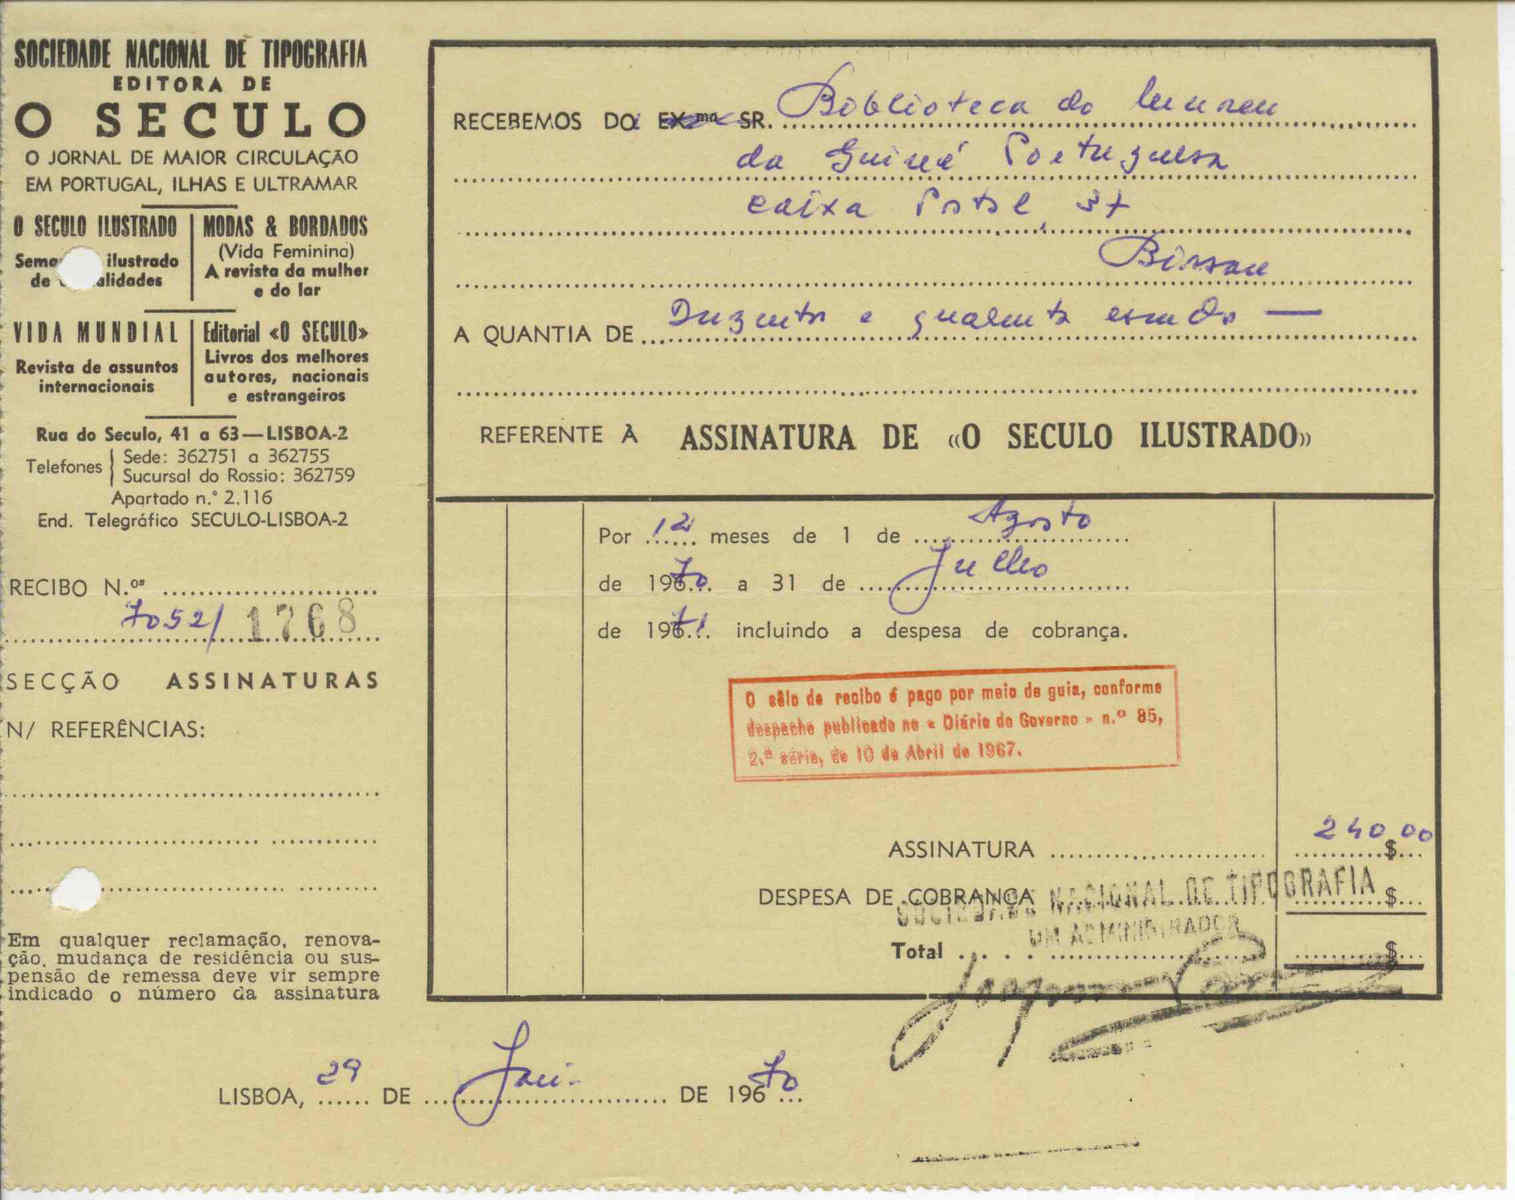 SOCIEDADE NACIONAL DE TIPOGRAFIA
EDITORA DE
O SECULO
O JORNAL DE MAIOR CIRCULAÇÃO
EM PORTUGAL, ILHAS E ULTRAMAR
O SECULO ILUSTRADO
Seme ilustrado
de alidades
MODAS & BORDADOS
(Vida Feminina)
A revista da mulher
e do lar
VIDA MUNDIAL
Revista de assuntos
internacionais
Editorial «O SECULO»
Livros dos melhores
autores, nacionais
e estrangeiros
Rua do Seculo, 41 a 63—LISBOA-2
Telefones
Sede: 362751 a 362755
Sucursal do Rossio: 362759
Apartado n.º 2.116
End. Telegráfico SECULO-LISBOA-2
RECIBO N.ºˢ
7052/ 1768
SECÇÃO ASSINATURAS
N/ REFERÊNCIAS:
Em qualquer reclamação, renova-
ção, mudança de residência ou sus-
pensão de remessa deve vir sempre
indicado o número da assinatura
RECEBEMOS DO EX.mo SR. Biblioteca do Museu
da Guiné Portuguesa
caixa Postal 37
Bissau
A QUANTIA DE Duzentos e quarenta escudos —
REFERENTE À ASSINATURA DE «O SECULO ILUSTRADO»
Por 12 meses de 1 de Agosto
de 1970 a 31 de Julho
de 1971 incluindo a despesa de cobrança.
O sêlo de recibo é pago por meio de guia, conforme
despacho publicado no « Diário do Governo » n.º 85,
2.ª série, de 10 de Abril de 1967.
ASSINATURA 240$00
DESPESA DE COBRANÇA $
SOCIEDADE NACIONAL DE TIPOGRAFIA
UM ADMINISTRADOR
Total $
LISBOA, 29 DE DE 1970